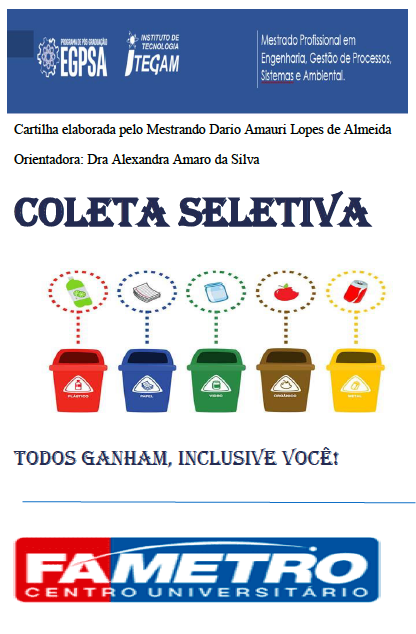 PROGRAMA DE PÓS-GRADUAÇÃO
EGPSA
INSTITUTO DE
TECNOLOGIA
ITEGAM
Mestrado Profissional em
Engenharia, Gestão de Processos,
Sistemas e Ambiental.
Cartilha elaborada pelo Mestrando Dario Amauri Lopes de Almeida
Orientadora: Dra Alexandra Amaro da Silva
COLETA SELETIVA
PLÁSTICO
PAPEL
VIDRO
ORGÂNICO
METAL
TODOS GANHAM, INCLUSIVE VOCÊ!
FAMETRO
CENTRO UNIVERSITÁRIO